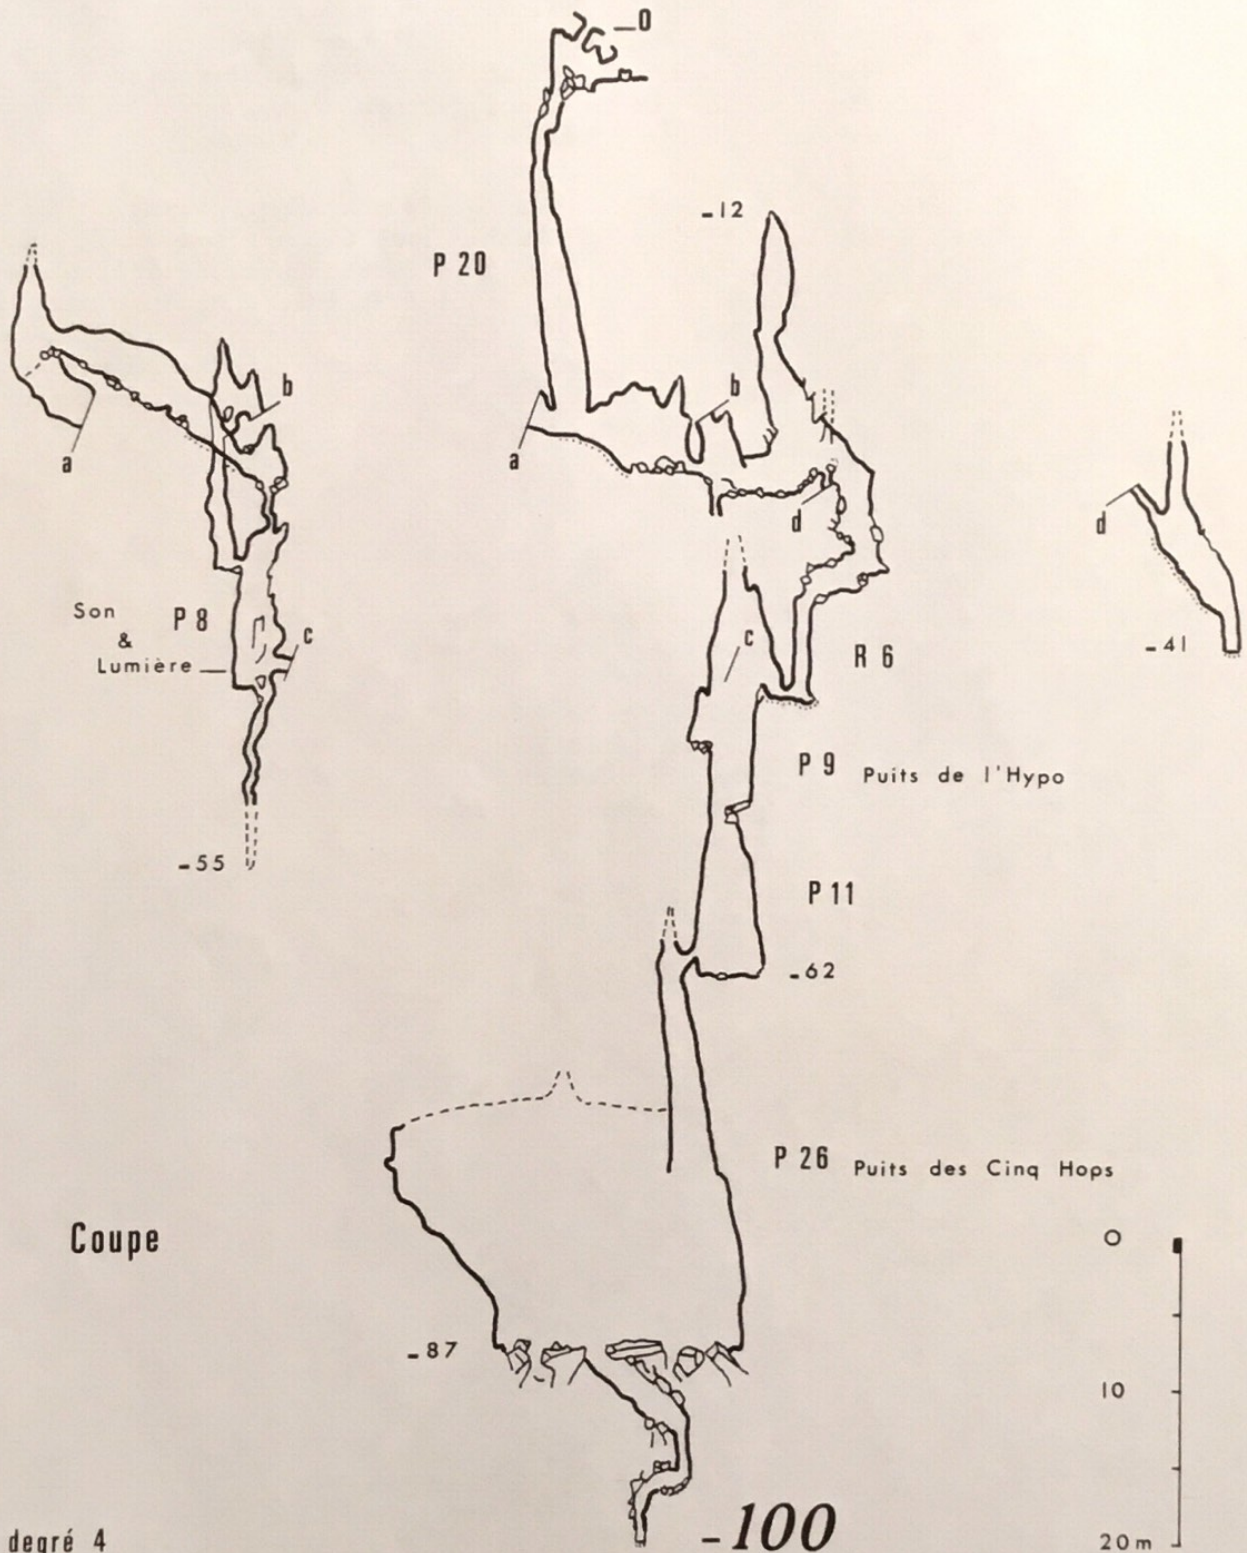 _0
-12
P 20
b
b
a
a
d
d
Son
&
Lumière
P 8
c
c
R 6
-41
P 9 Puits de l'Hypo
-55
P 11
-62
P 26 Puits des Cinq Hops
Coupe
0
-87
10
degré 4
-100
20 m